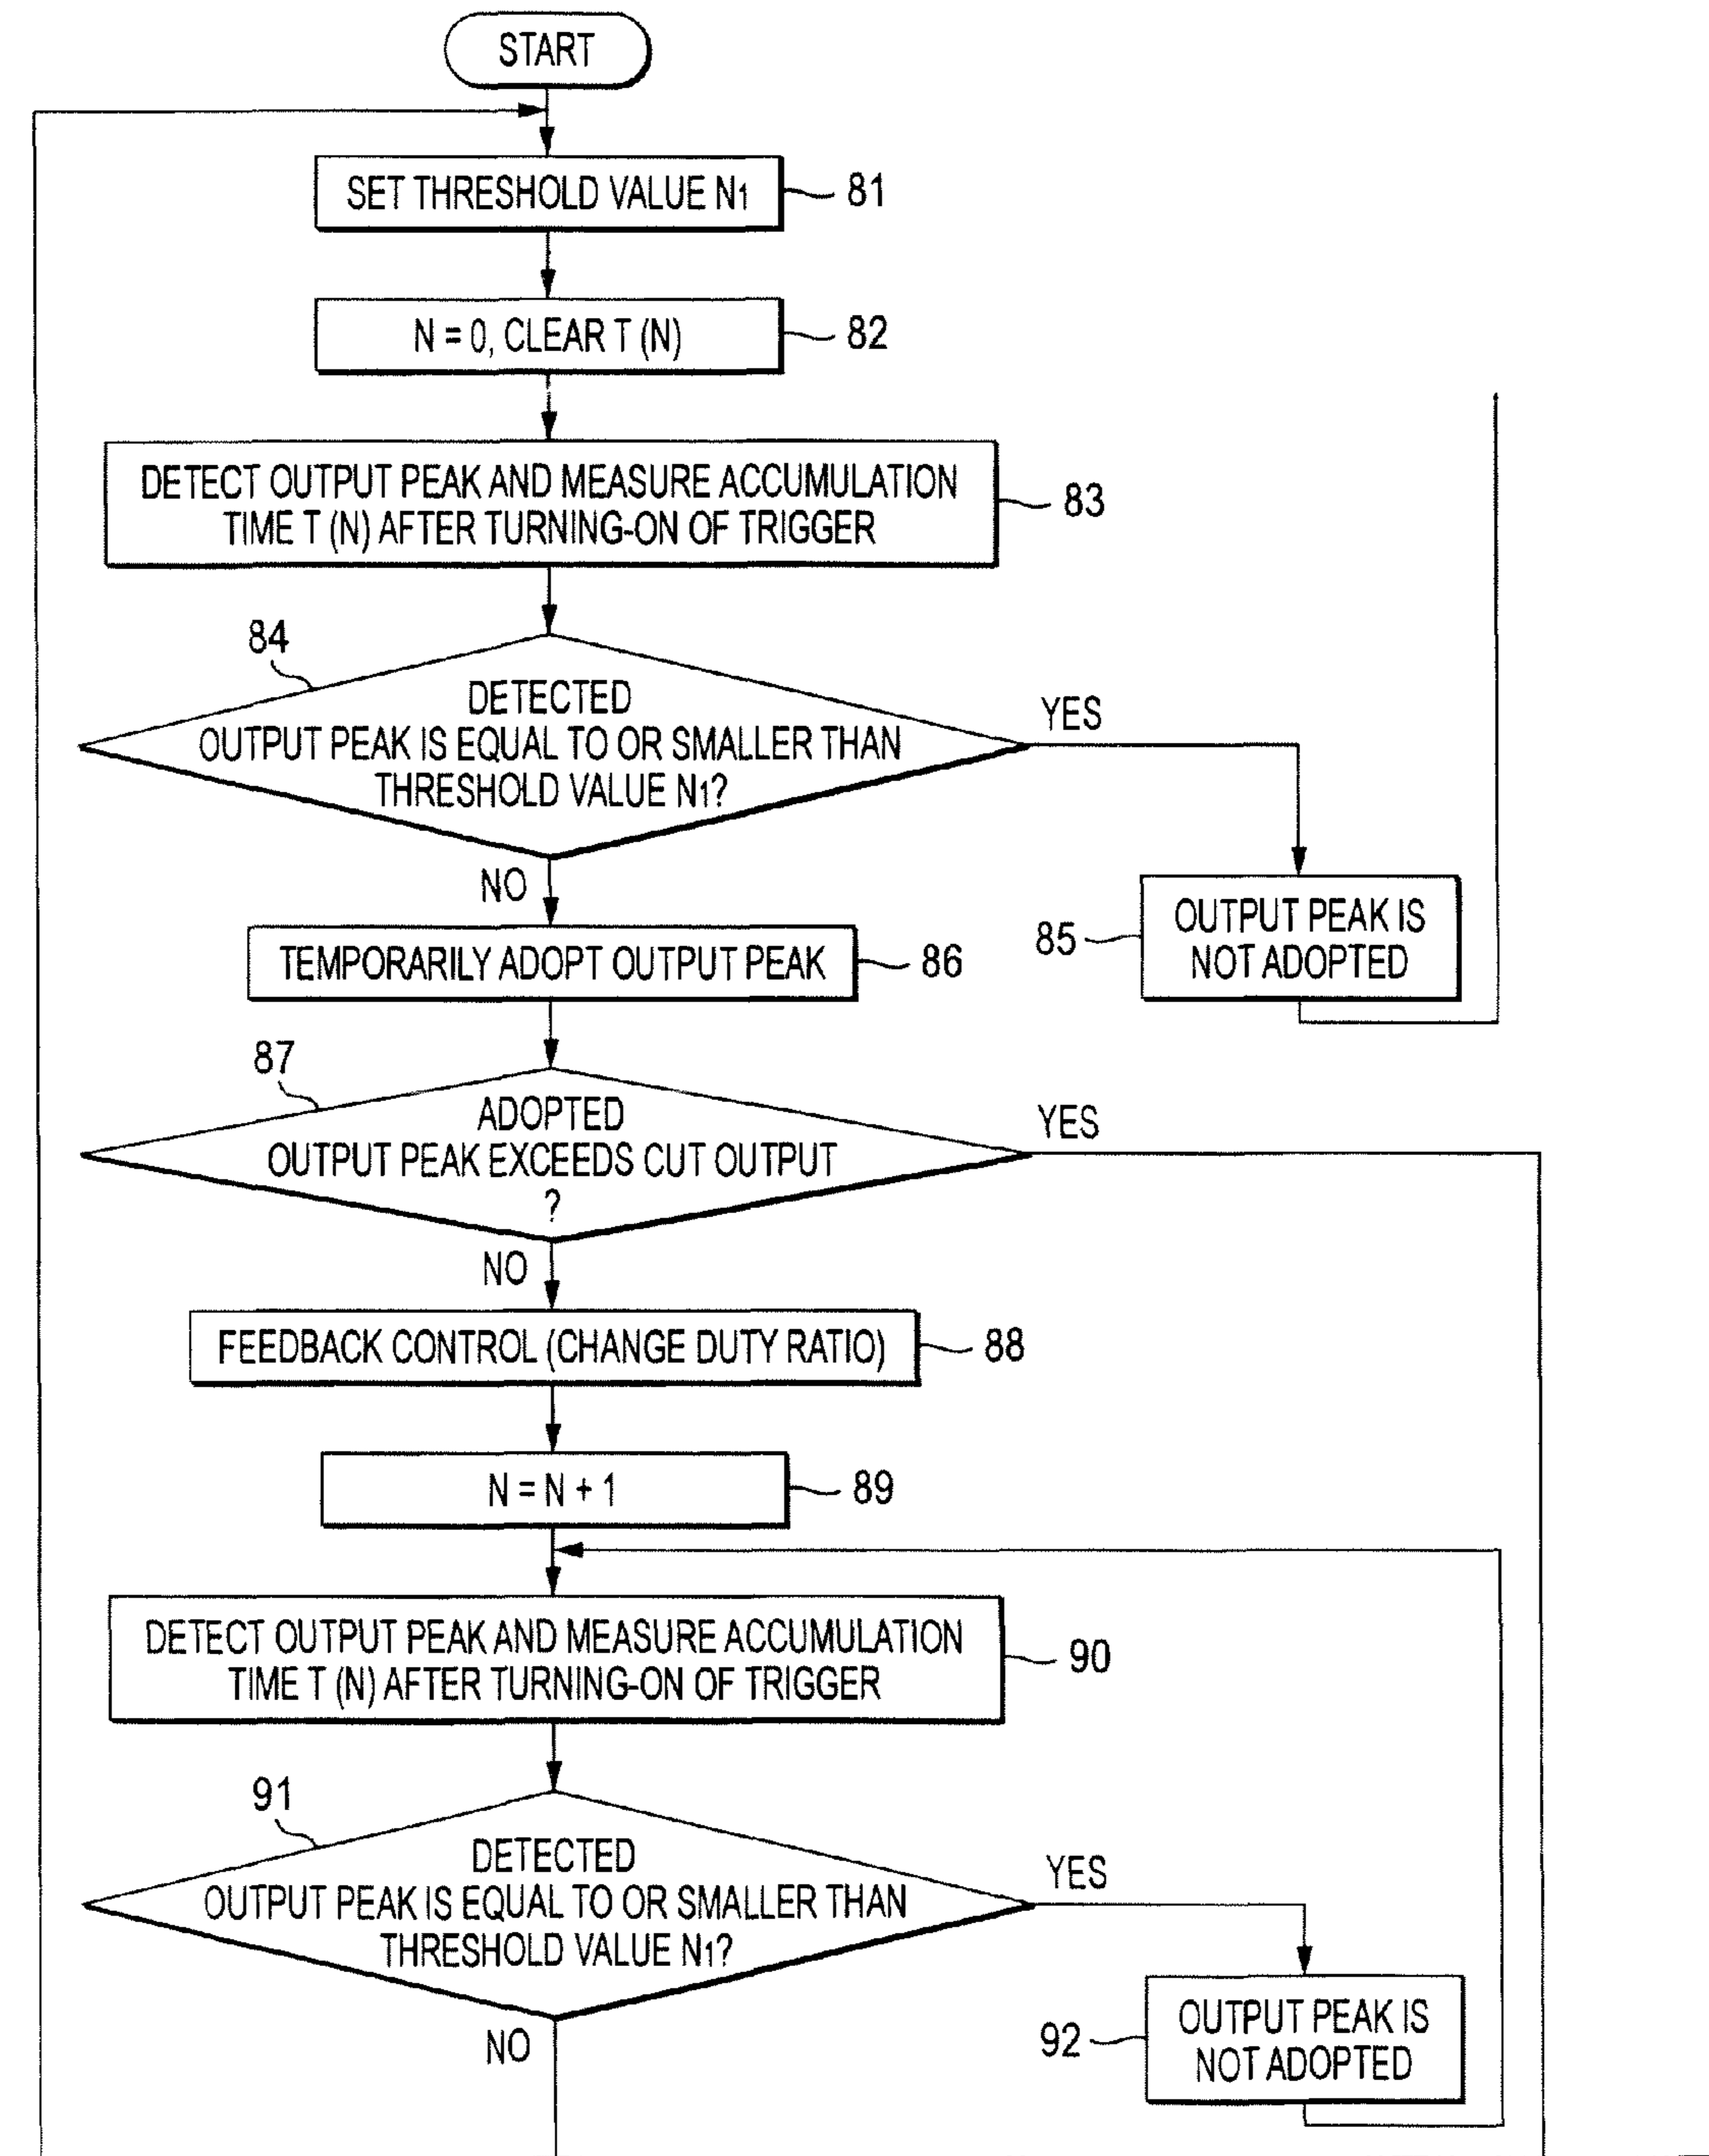 START
SET THRESHOLD VALUE N1
81
N = 0, CLEAR T (N)
82
DETECT OUTPUT PEAK AND MEASURE ACCUMULATION
TIME T (N) AFTER TURNING-ON OF TRIGGER
83
84
DETECTED
OUTPUT PEAK IS EQUAL TO OR SMALLER THAN
THRESHOLD VALUE N1?
YES
NO
OUTPUT PEAK IS
NOT ADOPTED
85
TEMPORARILY ADOPT OUTPUT PEAK
86
87
ADOPTED
OUTPUT PEAK EXCEEDS CUT OUTPUT
?
YES
NO
FEEDBACK CONTROL (CHANGE DUTY RATIO)
88
N = N + 1
89
DETECT OUTPUT PEAK AND MEASURE ACCUMULATION
TIME T (N) AFTER TURNING-ON OF TRIGGER
90
91
DETECTED
OUTPUT PEAK IS EQUAL TO OR SMALLER THAN
THRESHOLD VALUE N1?
YES
NO
OUTPUT PEAK IS
NOT ADOPTED
92